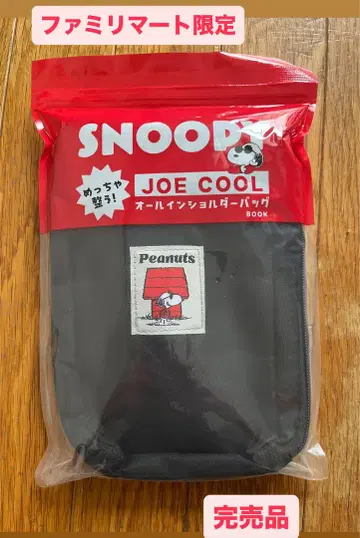 ファミリマート限定
SNOOPY
めっちゃ
整う!
JOE COOL
オールインショルダーバッグ
BOOK
Peanuts
完売品